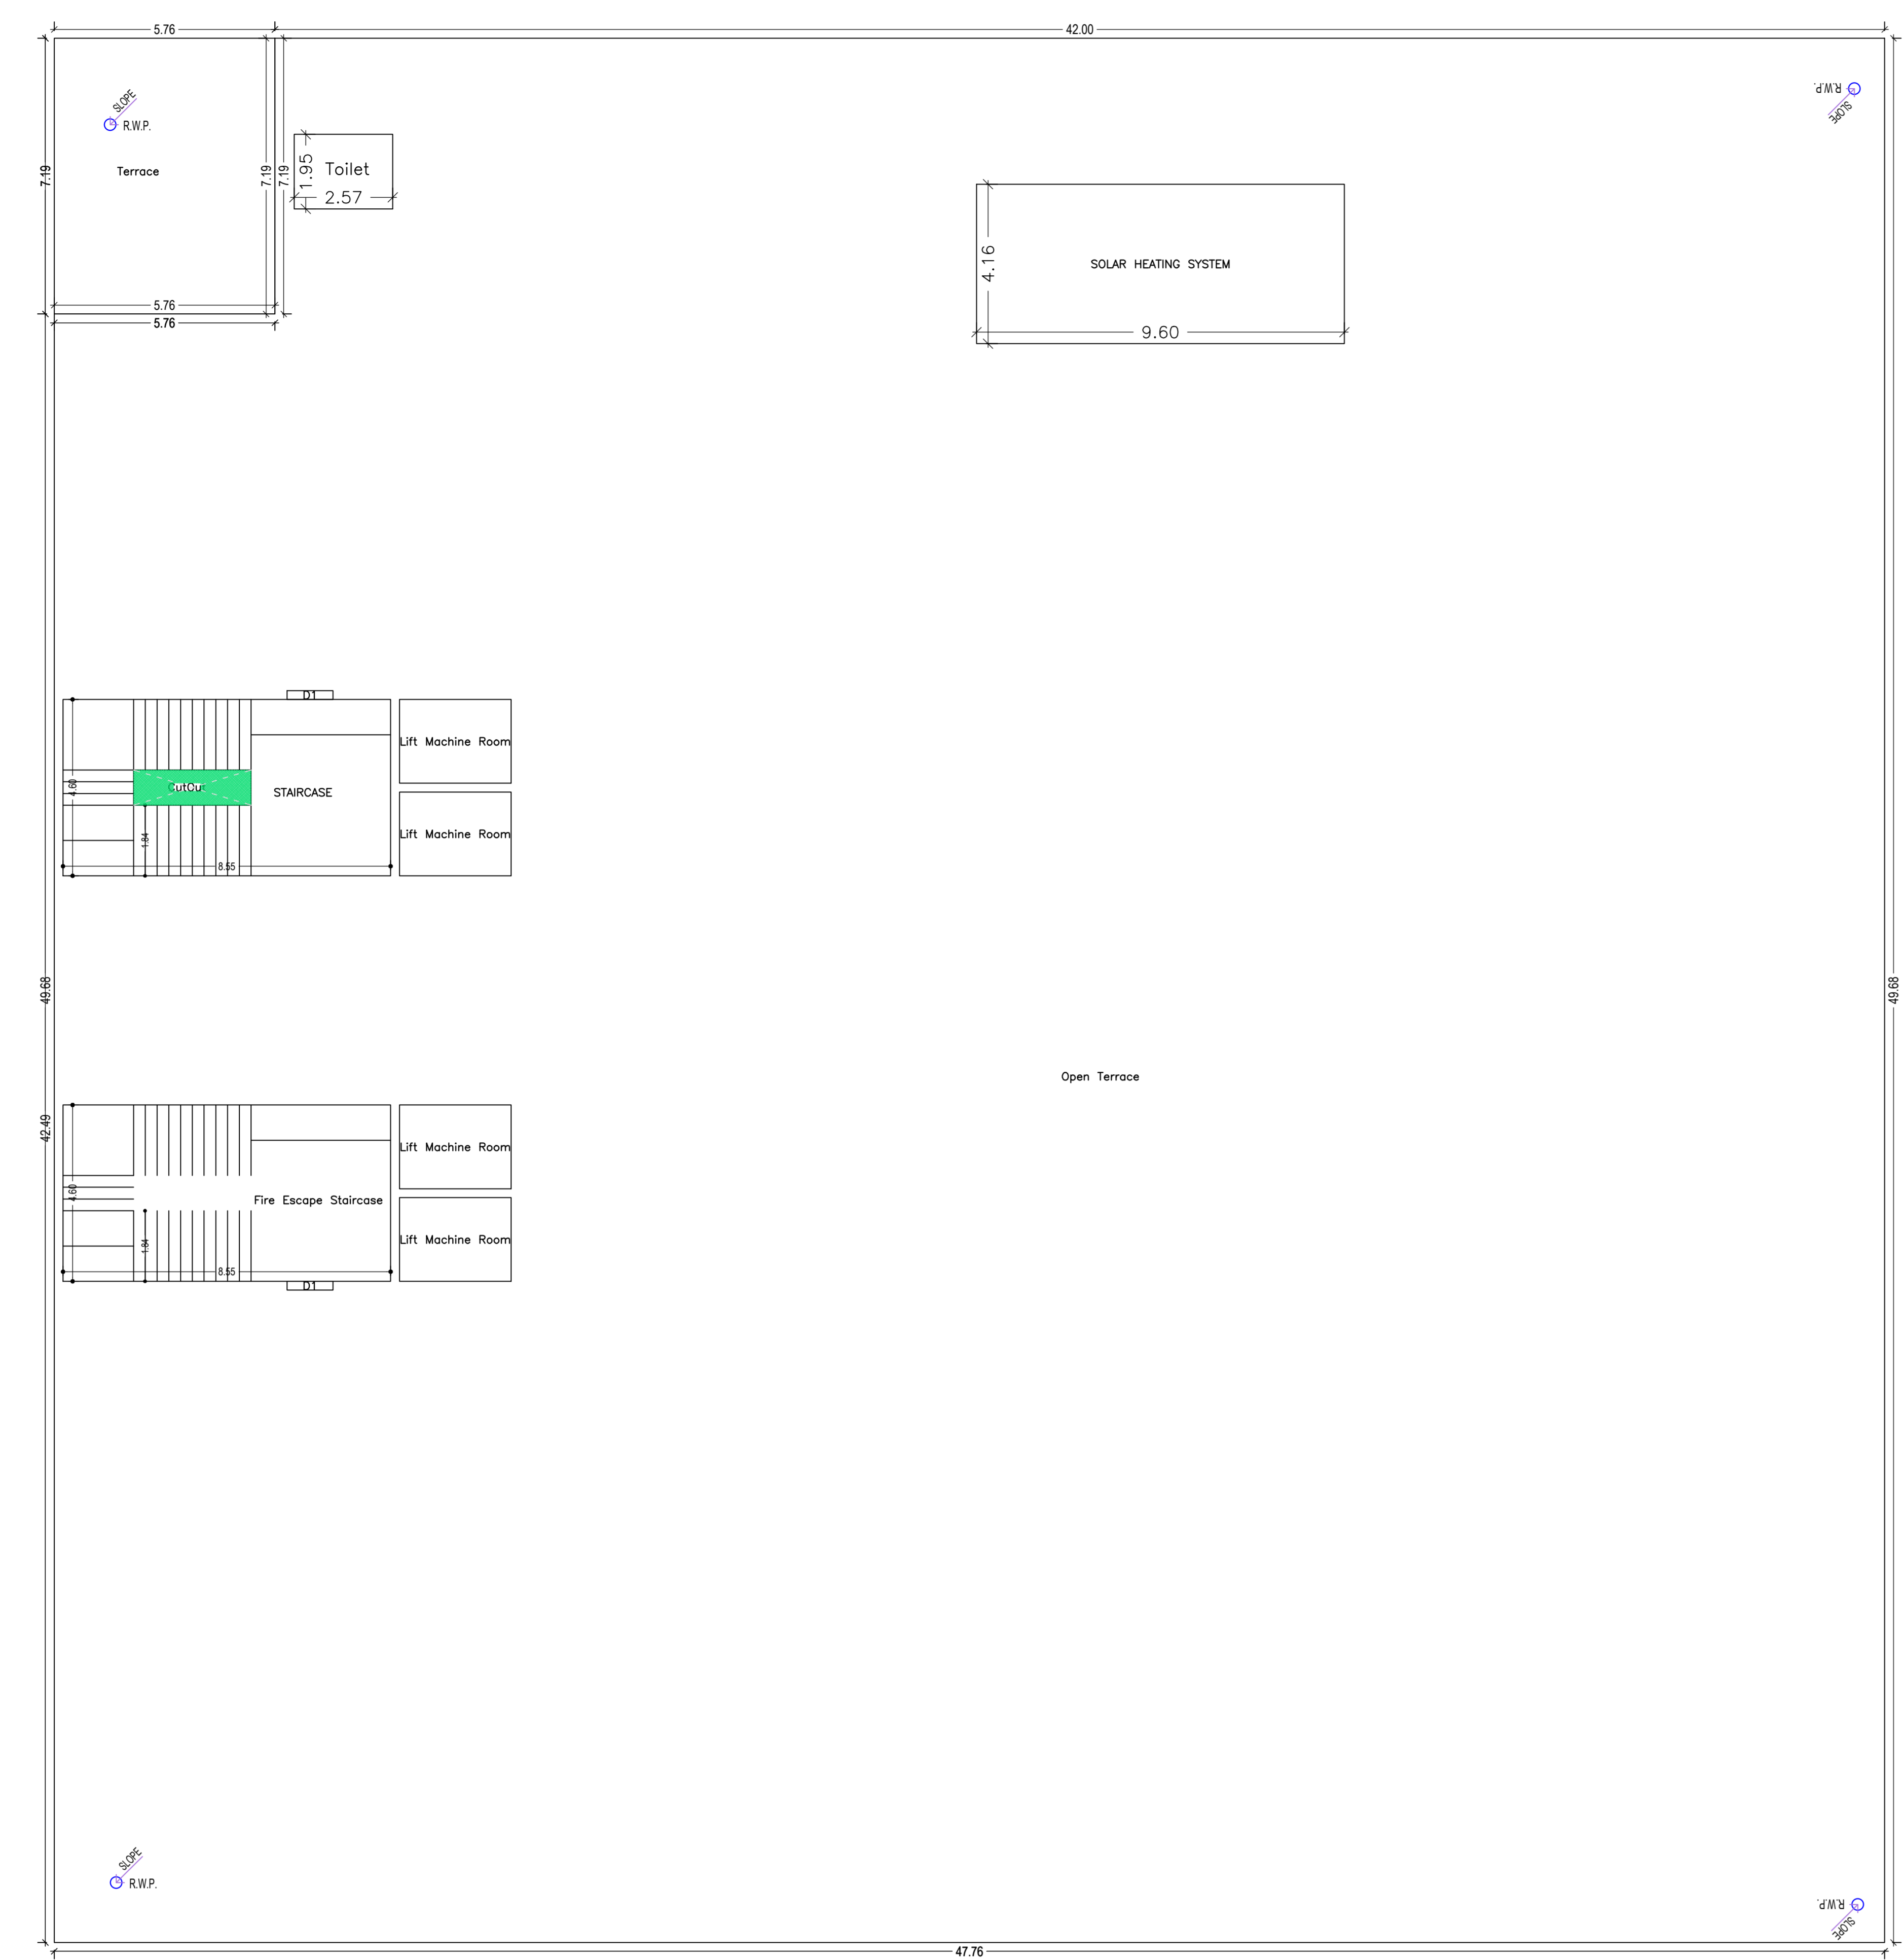 5.76
42.00
SLOPE
R.W.P.
R.W.P.
SLOPE
7.19
7.19
7.19
Terrace
1.95
Toilet
2.57
4.16
SOLAR HEATING SYSTEM
9.60
5.76
5.76
D1
Lift Machine Room
4.60
CutOut
STAIRCASE
1.84
Lift Machine Room
8.55
49.68
49.68
Open Terrace
42.49
Lift Machine Room
4.60
Fire Escape Staircase
1.84
Lift Machine Room
8.55
D1
SLOPE
R.W.P.
R.W.P.
SLOPE
47.76